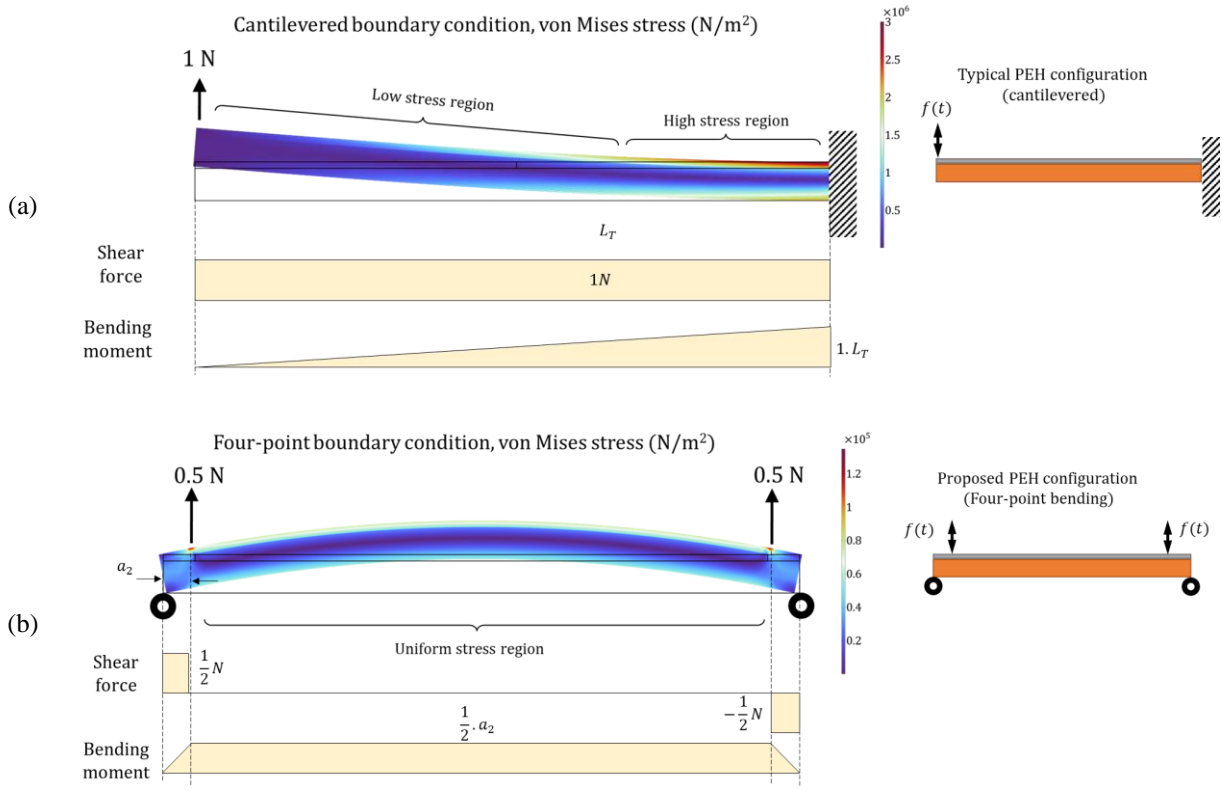 Cantilevered boundary condition, von Mises stress (N/m²)
1 N
Low stress region
High stress region
×10⁶
3
2.5
2
1.5
1
0.5
Typical PEH configuration
(cantilevered)
f(t)
(a)
L_T
Shear
force
1N
Bending
moment
1. L_T
Four-point boundary condition, von Mises stress (N/m²)
0.5 N
0.5 N
a₂
×10⁵
1.2
1
0.8
0.6
0.4
0.2
Proposed PEH configuration
(Four-point bending)
f(t)
f(t)
(b)
Uniform stress region
Shear
force
1/2 N
−1/2 N
1/2 . a₂
Bending
moment